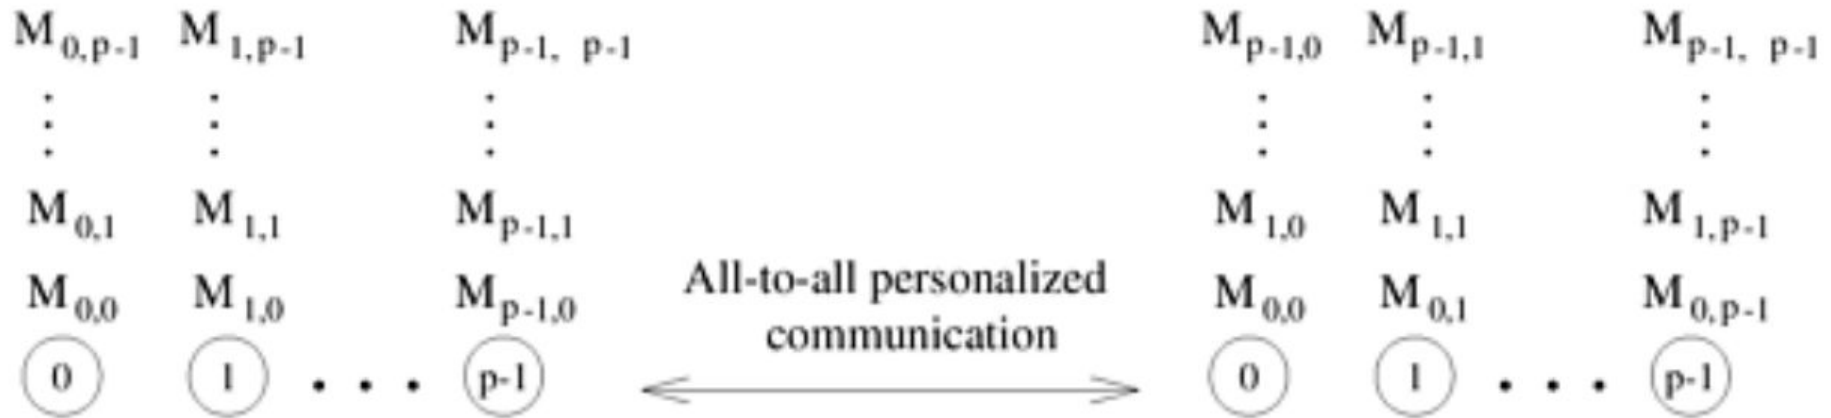 M0,p-1 M1,p-1 Mp-1, p-1 Mp-1,0 Mp-1,1 Mp-1, p-1
M0,1 M1,1 Mp-1,1 M1,0 M1,1 M1,p-1
M0,0 M1,0 Mp-1,0 All-to-all personalized M0,0 M0,1 M0,p-1
communication
0 1 . . . p-1 0 1 . . . p-1